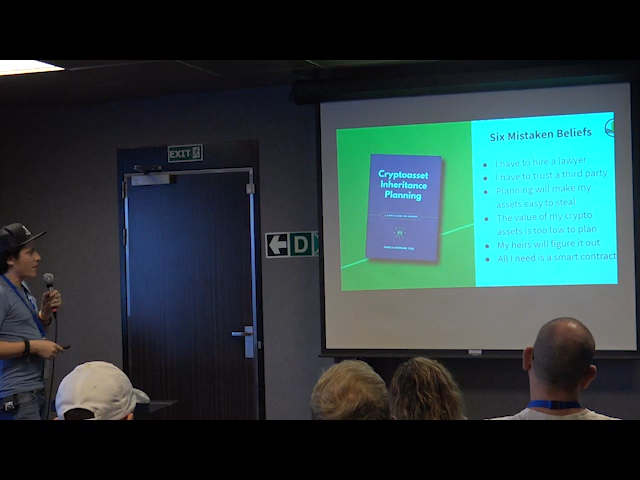 EXIT
D
Cryptoasset
Inheritance
Planning
Six Mistaken Beliefs
I have to hire a lawyer
I have to trust a third party
Planning will make my
assets easy to steal
The value of my crypto
assets is too low to plan
My heirs will figure it out
All I need is a smart contract